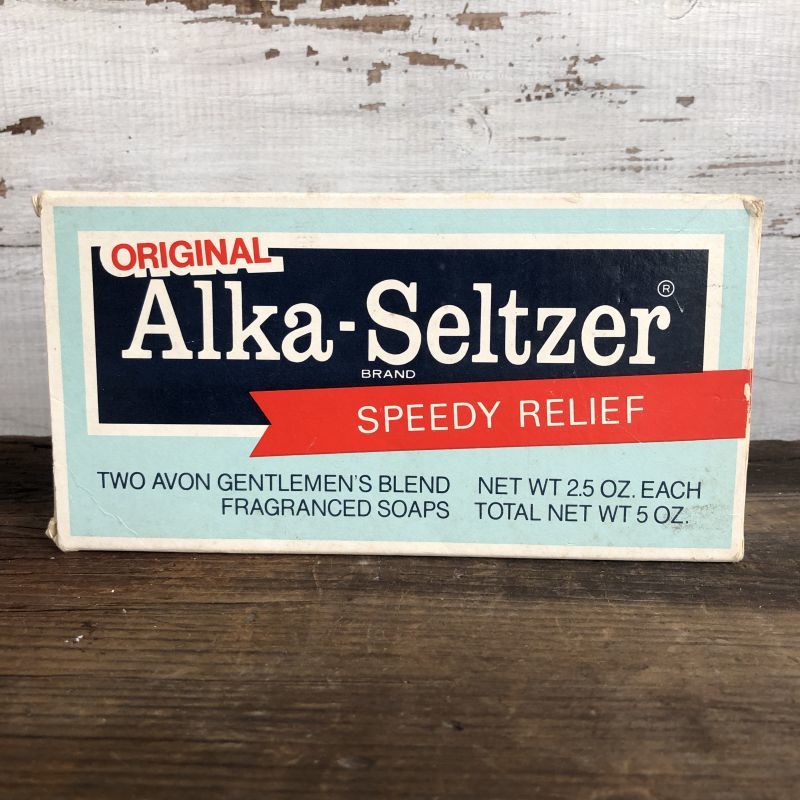 ORIGINAL
Alka-Seltzer®
BRAND
SPEEDY RELIEF
TWO AVON GENTLEMEN'S BLEND
FRAGRANCED SOAPS
NET WT 2.5 OZ. EACH
TOTAL NET WT 5 OZ.